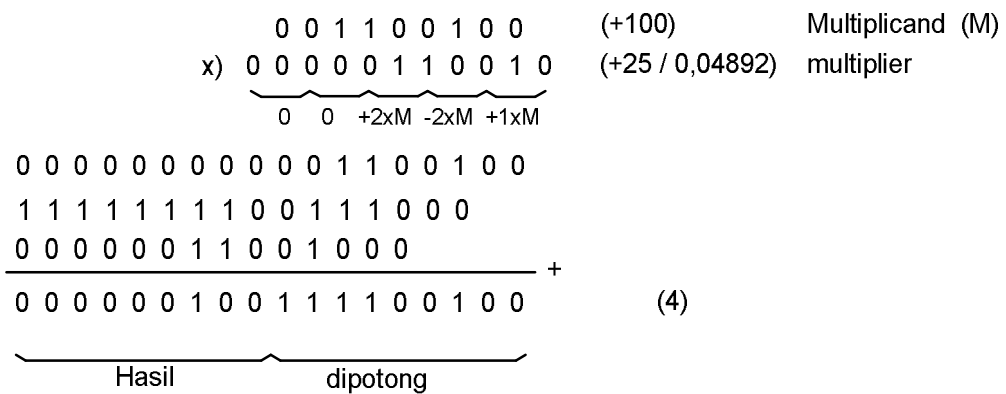 0 0 1 1 0 0 1 0 0 (+100) Multiplicand (M)
x) 0 0 0 0 0 1 1 0 0 1 0 (+25 / 0,04892) multiplier
0 0 +2xM -2xM +1xM
0 0 0 0 0 0 0 0 0 0 0 1 1 0 0 1 0 0
1 1 1 1 1 1 1 1 0 0 1 1 1 0 0 0
0 0 0 0 0 0 1 1 0 0 1 0 0 0
+
0 0 0 0 0 0 1 0 0 1 1 1 1 0 0 1 0 0 (4)
Hasil dipotong